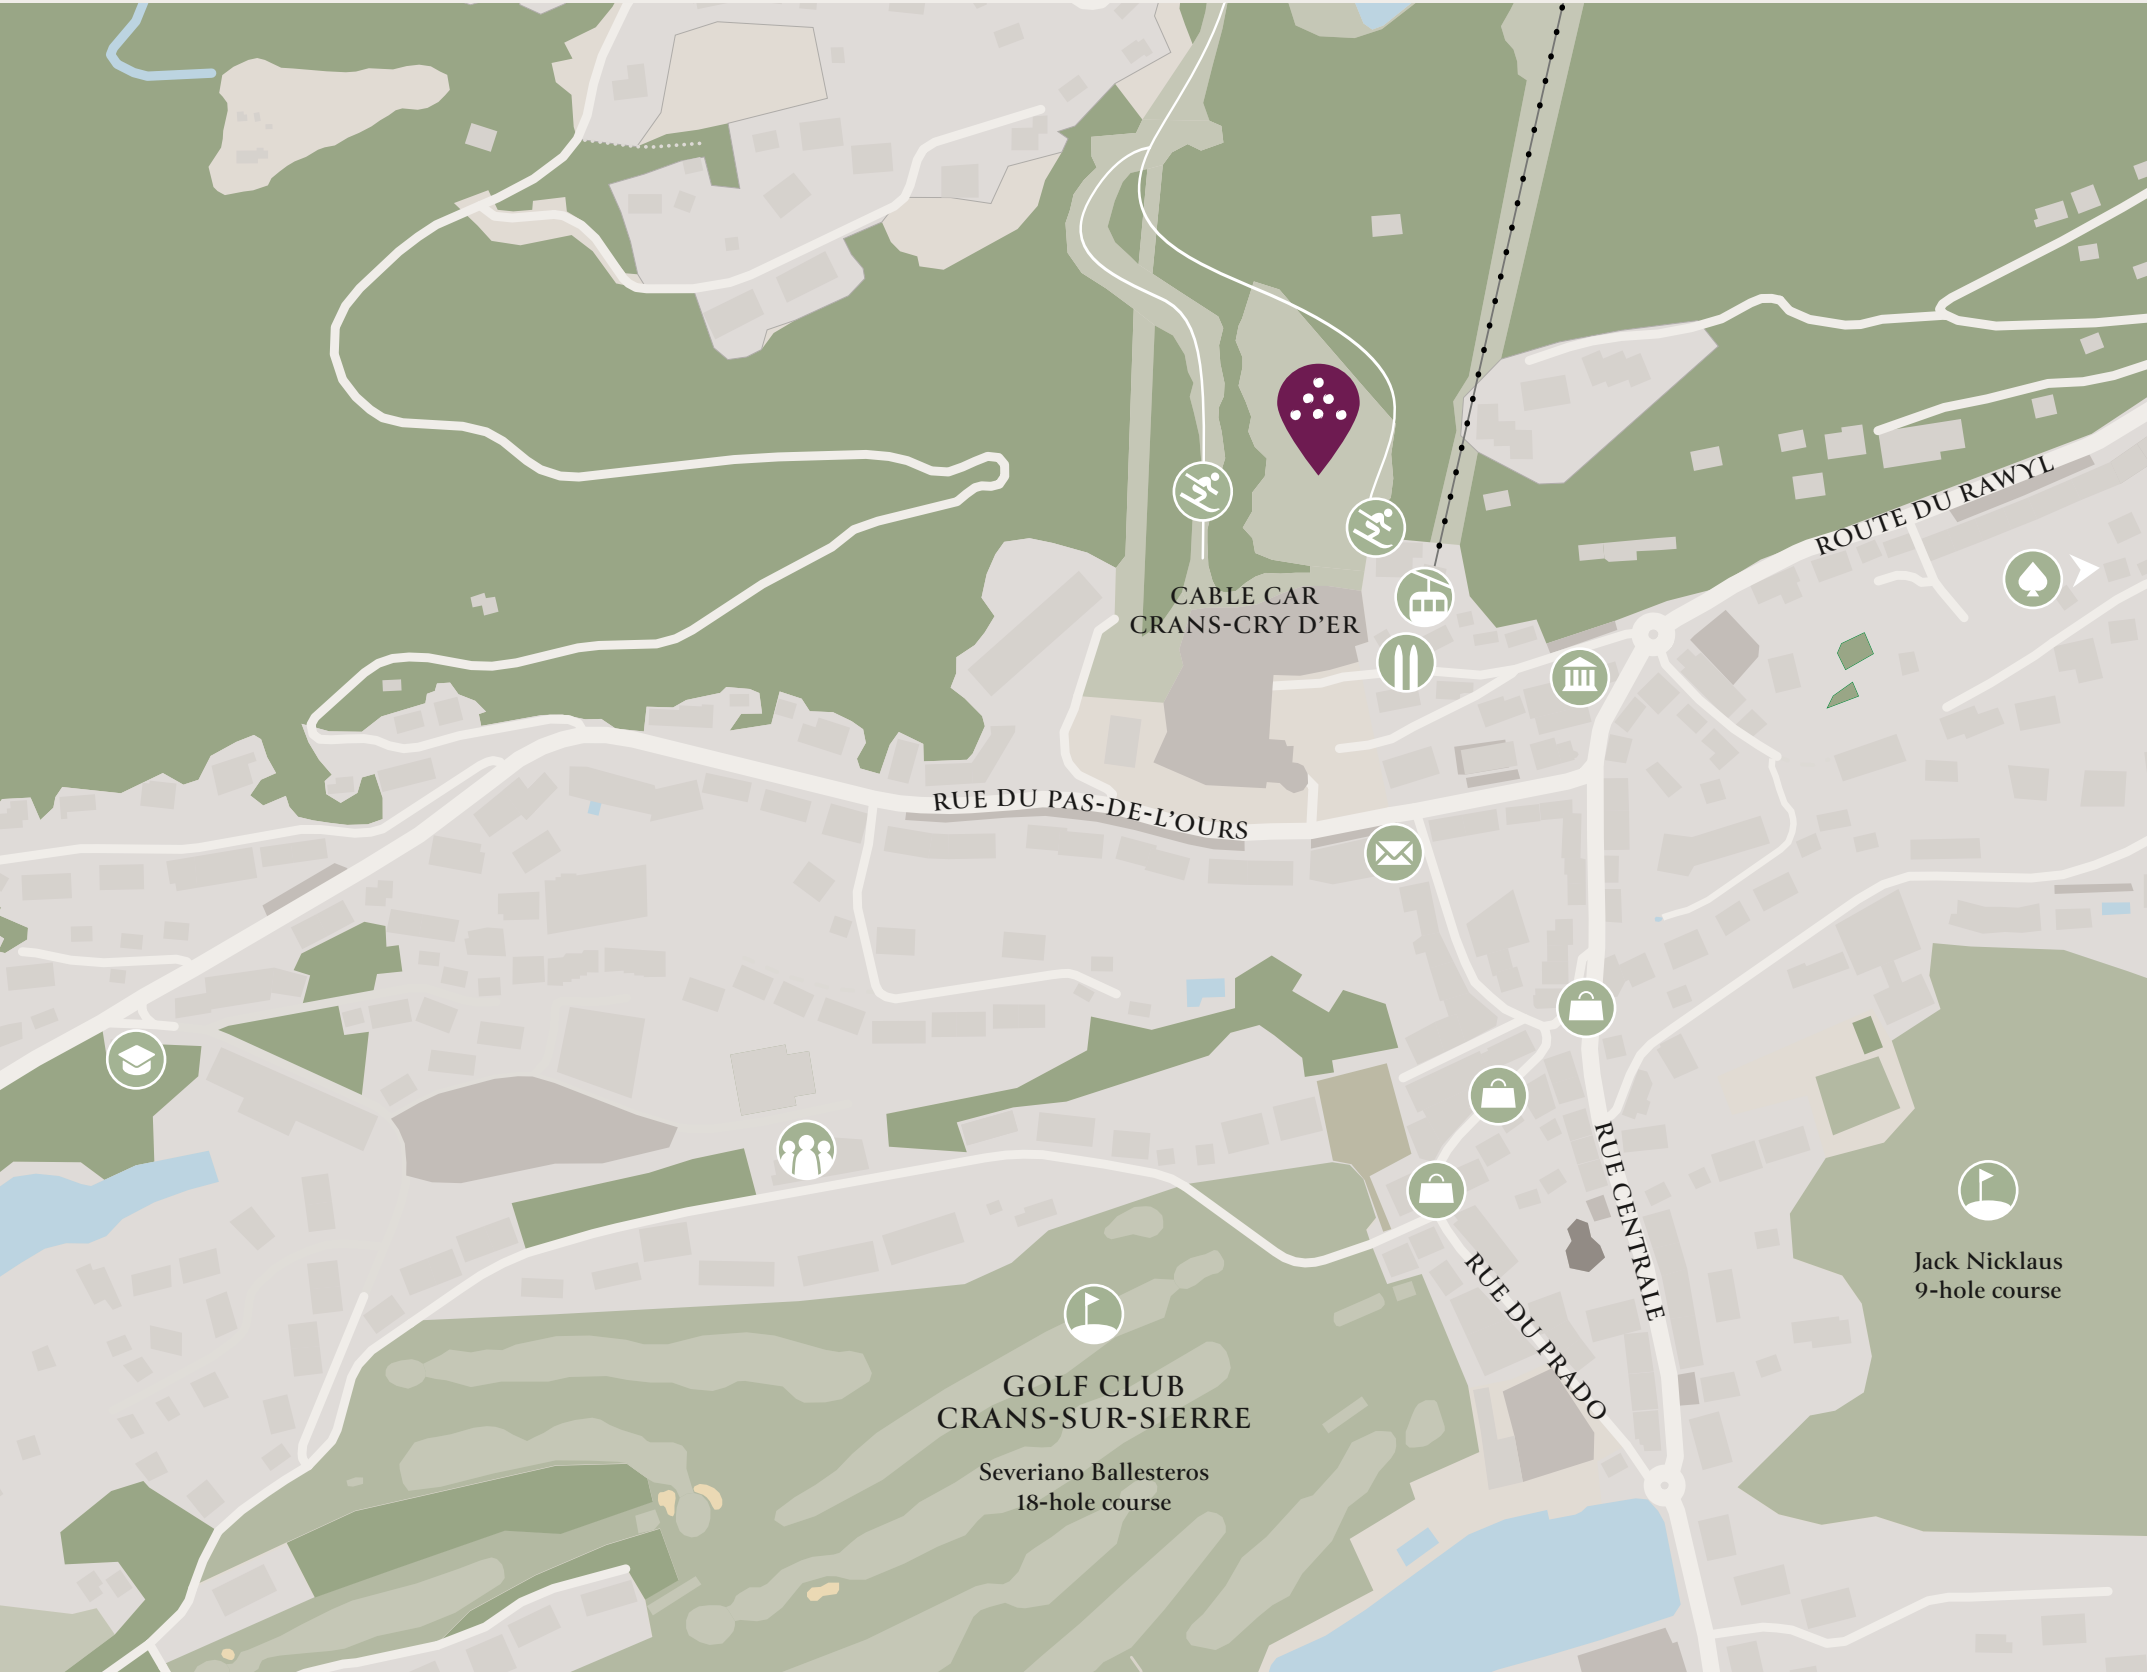 ROUTE DU RAWYL
CABLE CAR
CRANS-CRY D'ER
RUE DU PAS-DE-L'OURS
RUE CENTRALE
Jack Nicklaus
9-hole course
RUE DU PRADO
GOLF CLUB
CRANS-SUR-SIERRE
Severiano Ballesteros
18-hole course